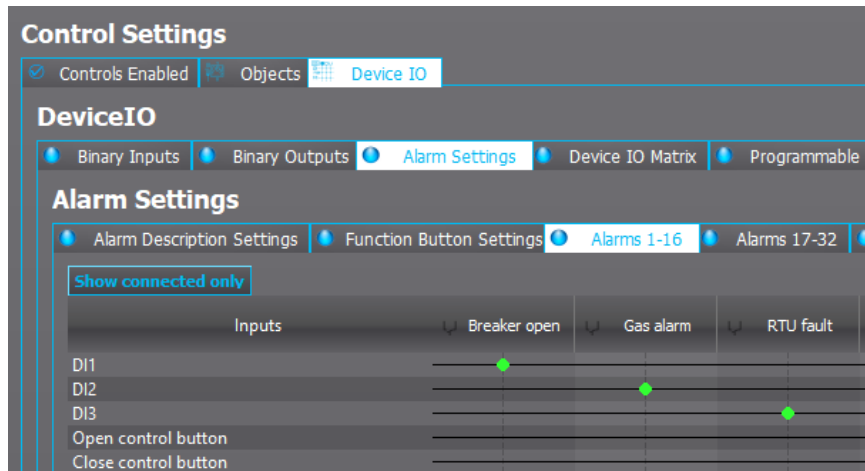 Control Settings
Controls Enabled Objects Device IO
DeviceIO
Binary Inputs Binary Outputs Alarm Settings Device IO Matrix Programmable
Alarm Settings
Alarm Description Settings Function Button Settings Alarms 1-16 Alarms 17-32
Show connected only
Inputs Breaker open Gas alarm RTU fault
DI1
DI2
DI3
Open control button
Close control button